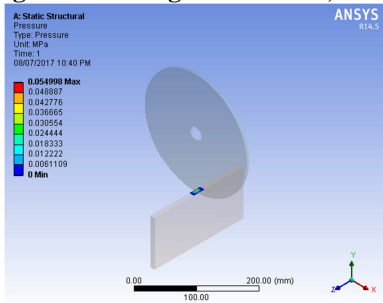 A: Static Structural
Pressure
Type: Pressure
Unit: MPa
Time: 1
08/07/2017 10:40 PM
0.054998 Max
0.048887
0.042776
0.036665
0.030554
0.024444
0.018333
0.012222
0.0061109
0 Min
ANSYS
R14.5
0.00
200.00 (mm)
100.00
Y
Z
X